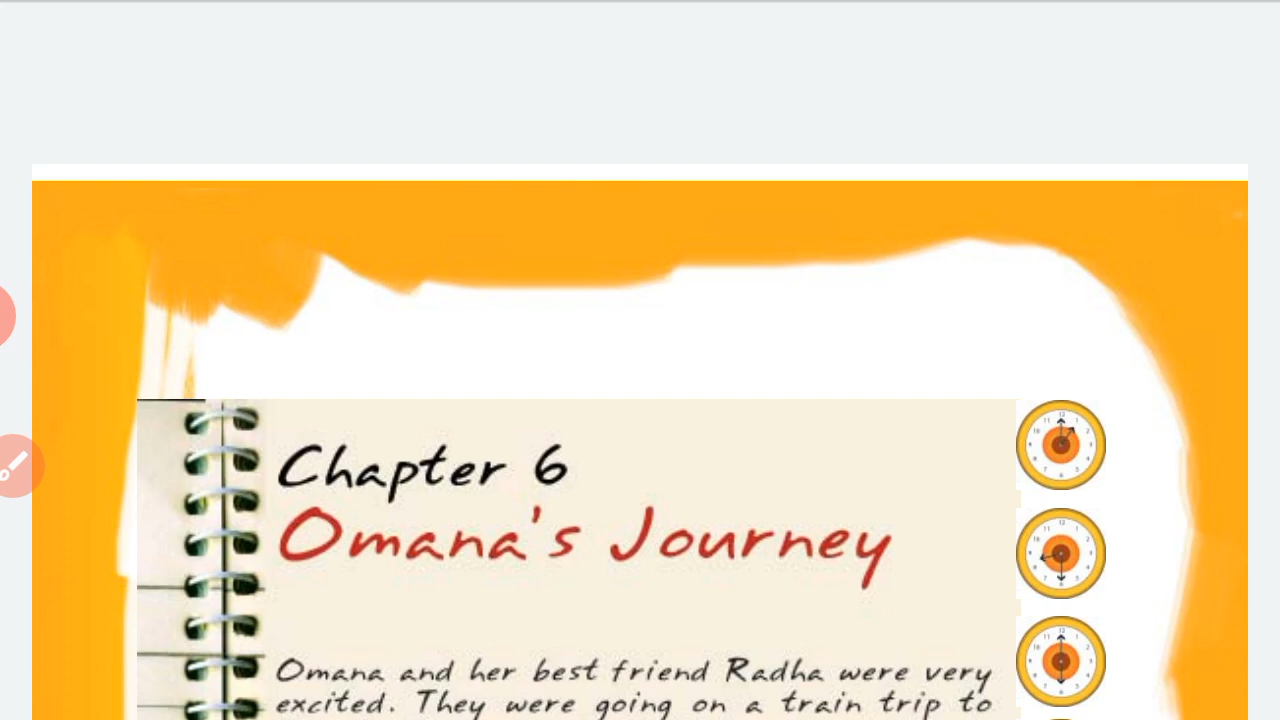 Chapter 6
Omana's Journey
Omana and her best friend Radha were very
excited. They were going on a train trip to